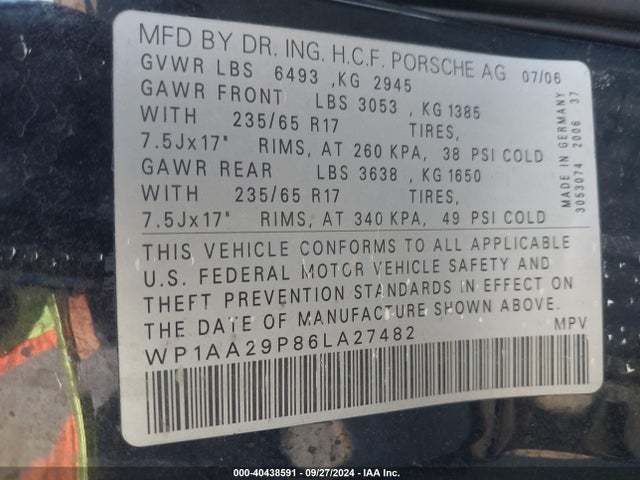 MFD BY DR. ING. H.C.F. PORSCHE AG 07/06
GVWR LBS 6493 ,KG 2945
GAWR FRONT LBS 3053 , KG 1385
WITH 235/65 R17 TIRES,
7.5Jx17" RIMS, AT 260 KPA, 38 PSI COLD
GAWR REAR LBS 3638 , KG 1650
WITH 235/65 R17 TIRES,
7.5Jx17" RIMS, AT 340 KPA, 49 PSI COLD
THIS VEHICLE CONFORMS TO ALL APPLICABLE
U.S. FEDERAL MOTOR VEHICLE SAFETY AND
THEFT PREVENTION STANDARDS IN EFFECT ON
THE DATE OF MANUFACTURE SHOWN ABOVE.
WP1AA29P86LA27482 MPV
MADE IN GERMANY
3053074 2006 37
000-40438591 - 09/27/2024 - IAA Inc.